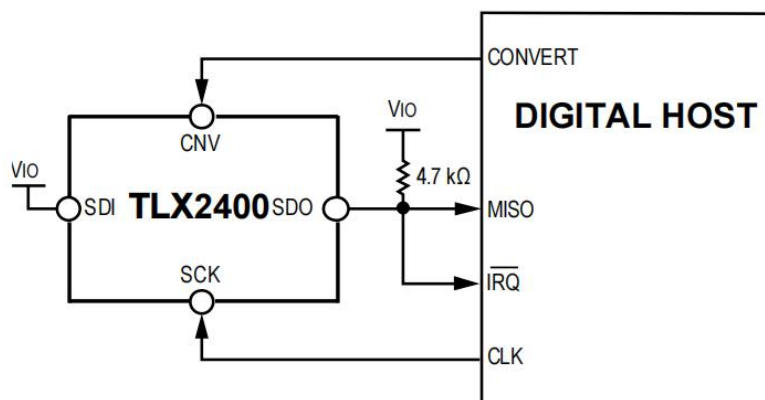 CONVERT
DIGITAL HOST
VIO
CNV
4.7 kΩ
VIO
SDI
TLX2400
SDO
MISO
SCK
IRQ
CLK